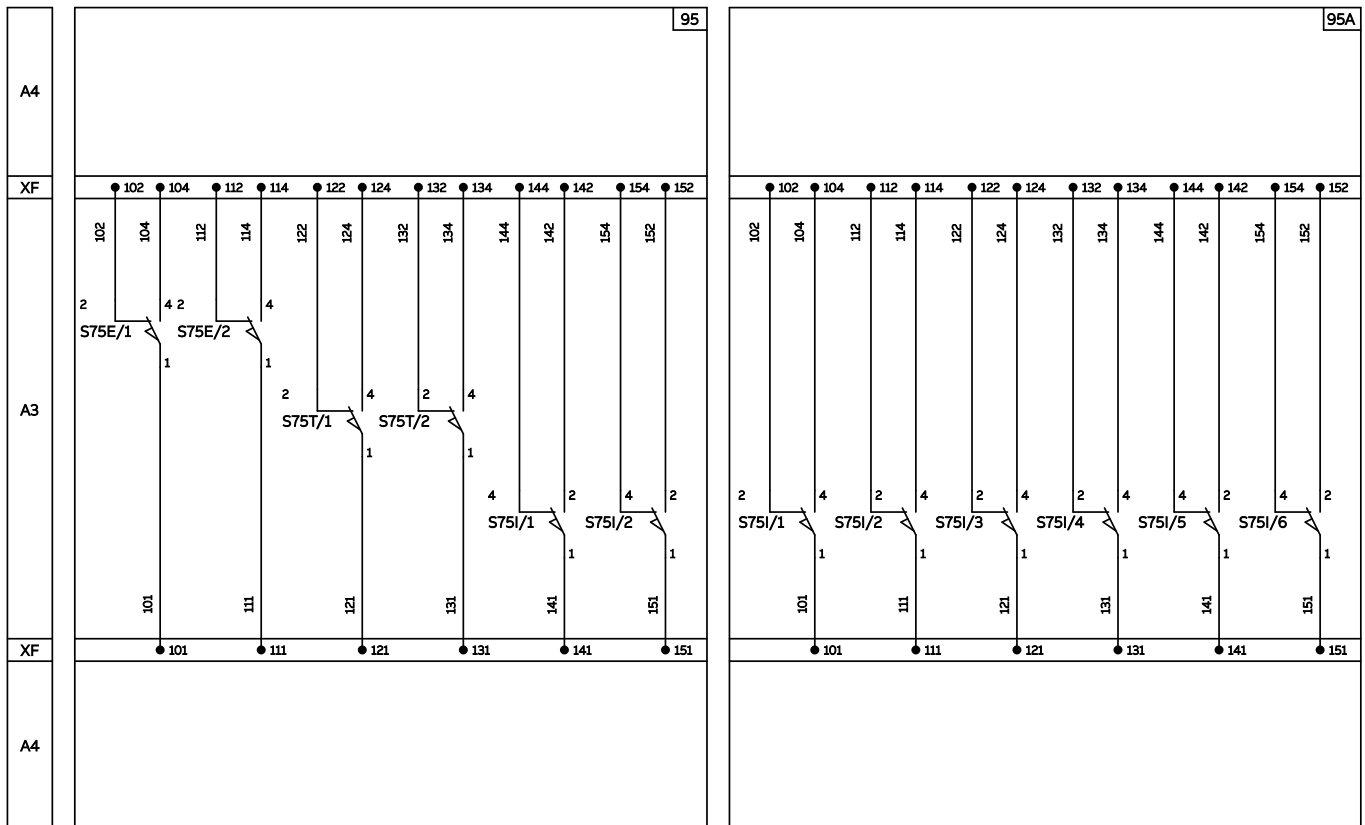 95 95A
A4
XF 102 104 112 114 122 124 132 134 144 142 154 152 102 104 112 114 122 124 132 134 144 142 154 152
102 104 112 114 122 124 132 134 144 142 154 152 102 104 112 114 122 124 132 134 144 142 154 152
2 4 2 4
S75E/1 S75E/2
1 1
2 4 2 4
A3
S75T/1 S75T/2
1 1
4 2 4 2 2 4 2 4 2 4 2 4 4 2 4 2
S75I/1 S75I/2 S75I/1 S75I/2 S75I/3 S75I/4 S75I/5 S75I/6
1 1 1 1 1 1 1 1
101 111 121 131 141 151 101 111 121 131 141 151
XF 101 111 121 131 141 151 101 111 121 131 141 151
A4